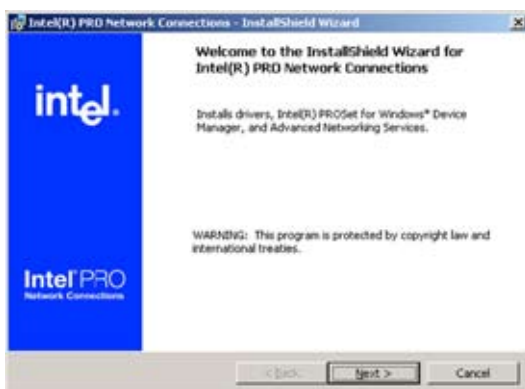 Intel(R) PRO Network Connections - InstallShield Wizard
Welcome to the InstallShield Wizard for
Intel(R) PRO Network Connections
intel.
Installs drivers, Intel(R) PROSet for Windows* Device
Manager, and Advanced Networking Services.
WARNING: This program is protected by copyright law and
international treaties.
Intel® PRO
Network Connections
< Back
Next >
Cancel